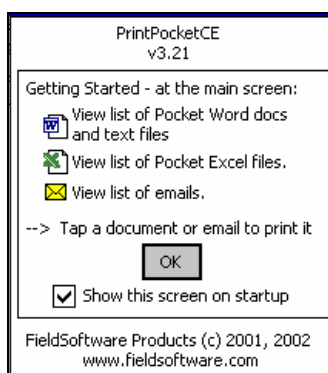 PrintPocketCE
v3.21
Getting Started - at the main screen:
View list of Pocket Word docs
and text files
View list of Pocket Excel files.
View list of emails.
--> Tap a document or email to print it
OK
Show this screen on startup
FieldSoftware Products (c) 2001, 2002
www.fieldsoftware.com